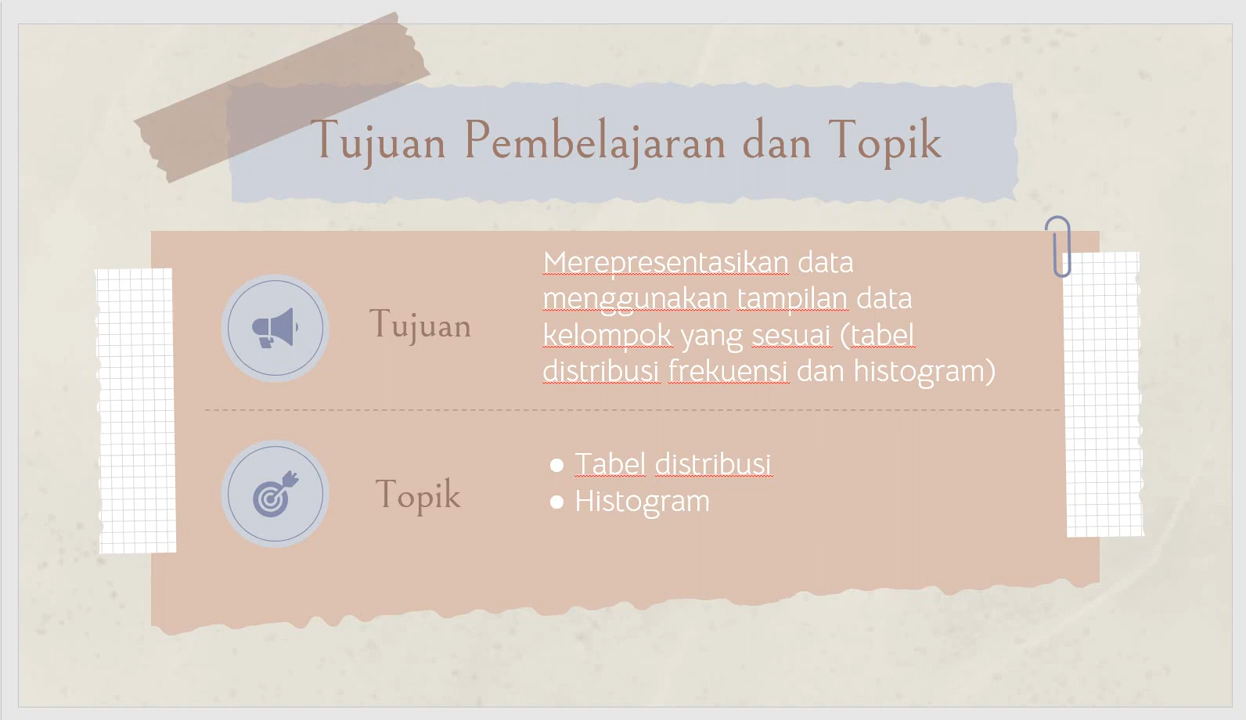 Tujuan Pembelajaran dan Topik
Tujuan
Merepresentasikan data
menggunakan tampilan data
kelompok yang sesuai (tabel
distribusi frekuensi dan histogram)
Topik
● Tabel distribusi
● Histogram